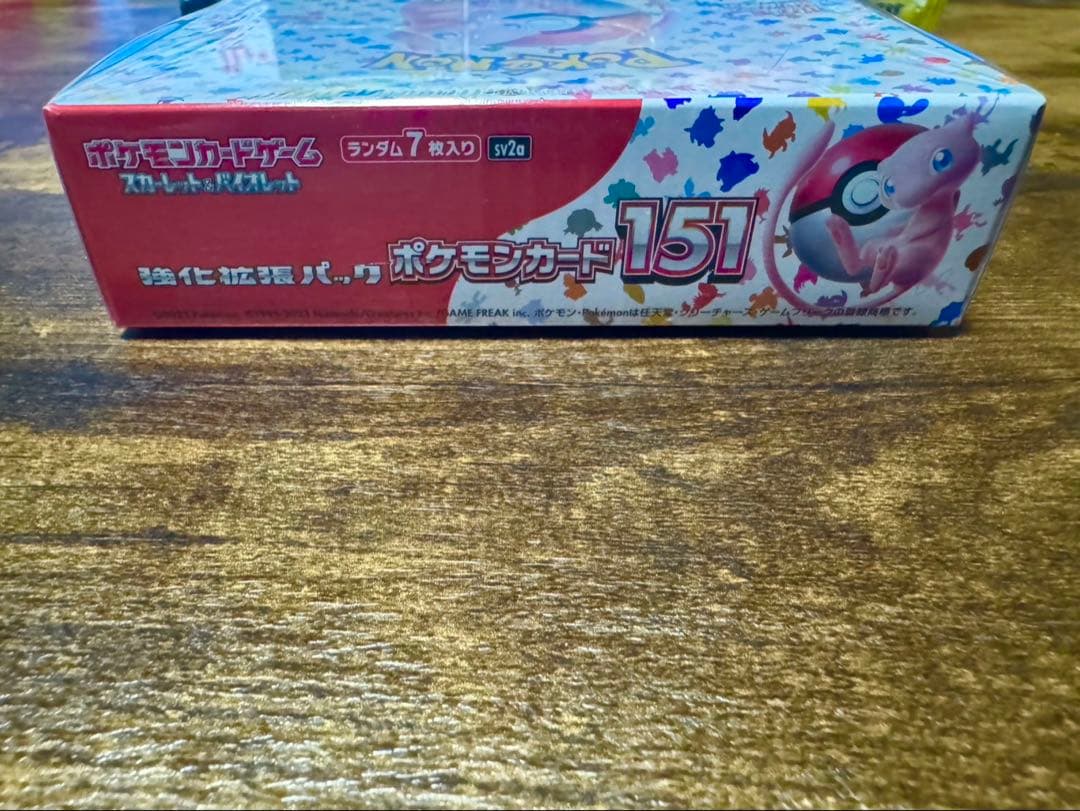 POKéMON
ポケモンカードゲーム
スカーレット&バイオレット
ランダム7枚入り
sv2a
強化拡張パック
ポケモンカード151
GAME FREAK inc. ポケモン・Pokémonは任天堂・クリーチャーズ・ゲームフリークの登録商標です。